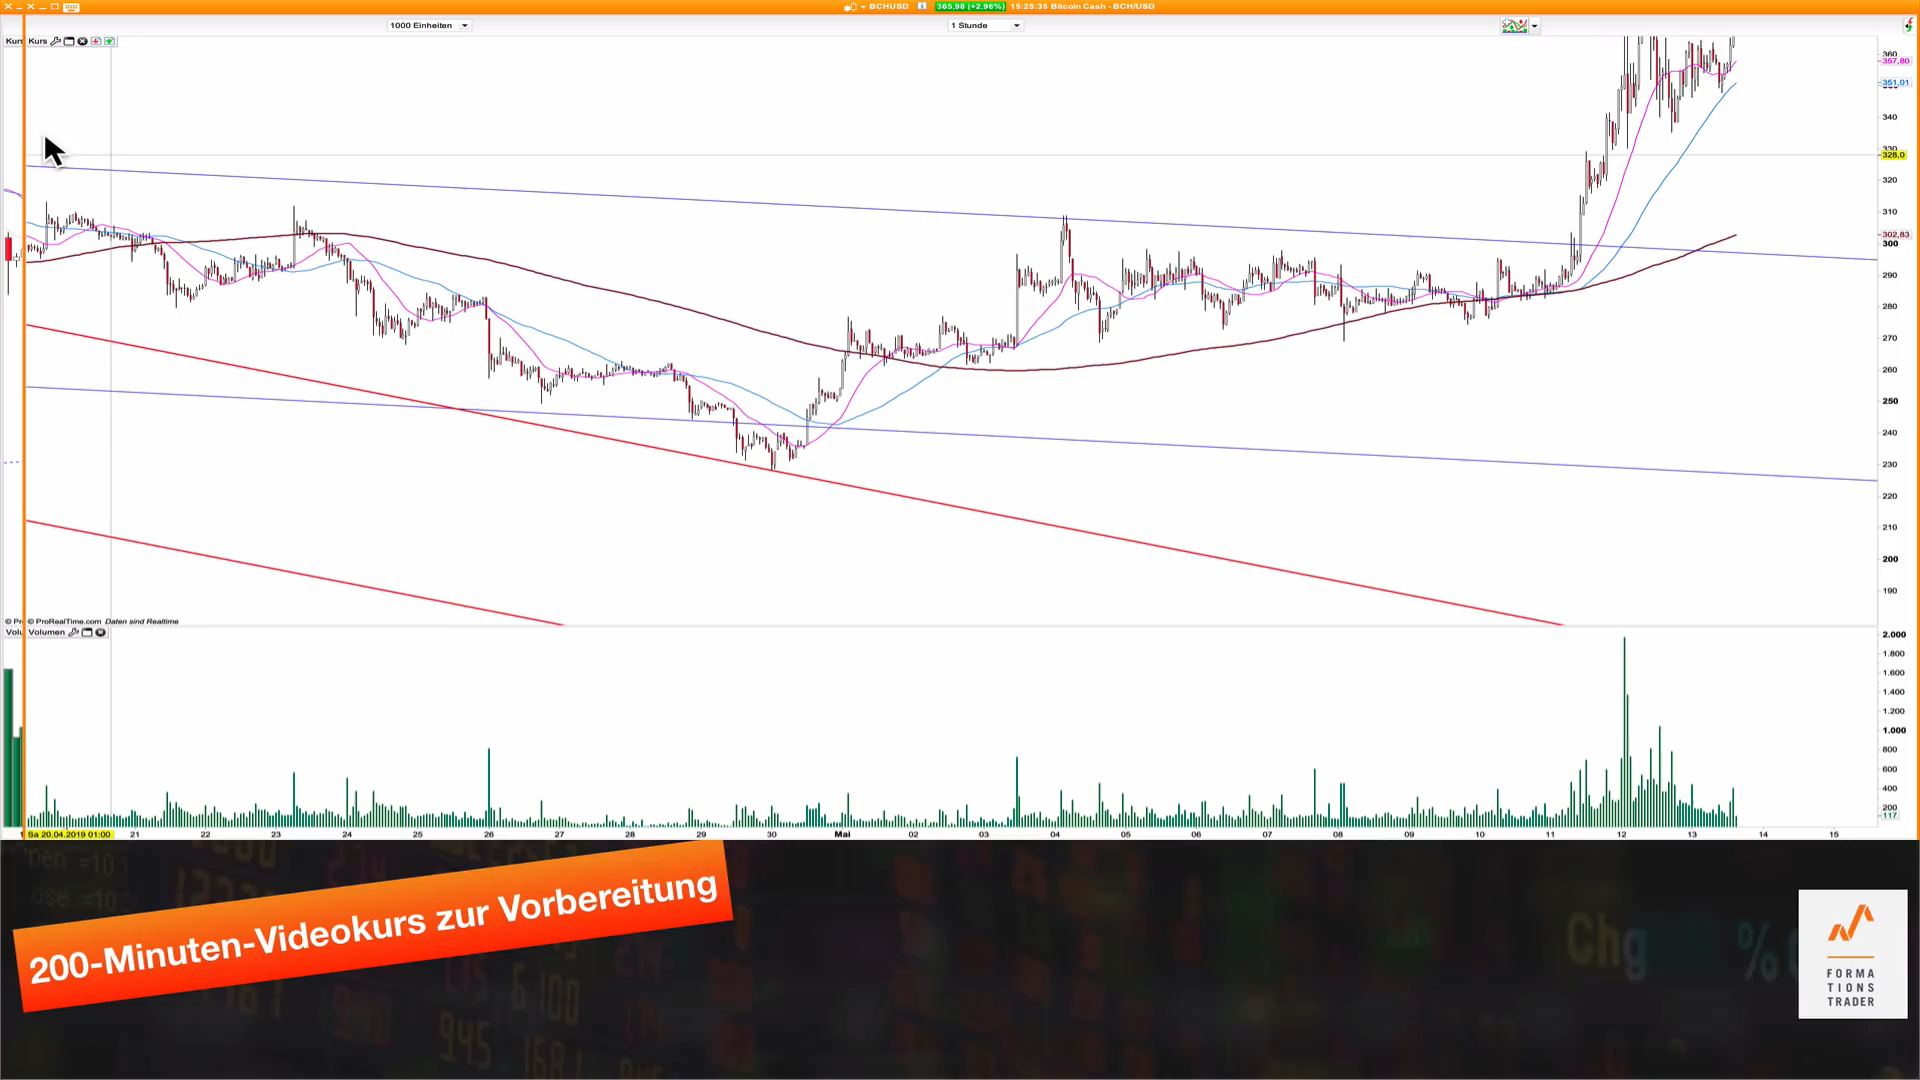 BCHUSD 365,98 (+2,96%) 15:25:35 Bitcoin Cash - BCH/USD
1000 Einheiten
1 Stunde
Kurs Kurs
360
357,80
351,01
340
330
328,0
320
310
302,83
300
290
280
270
260
250
240
230
220
210
200
190
© Pr © ProRealTime.com Daten sind Realtime
Volu Volumen
2.000
1.800
1.600
1.400
1.200
1.000
800
600
400
200
117
Sa 20.04.2019 01:00 21 22 23 24 25 26 27 28 29 30 Mai 02 03 04 05 06 07 08 09 10 11 12 13 14 15
200-Minuten-Videokurs zur Vorbereitung
Chg %
FORMA
TIONS
TRADER